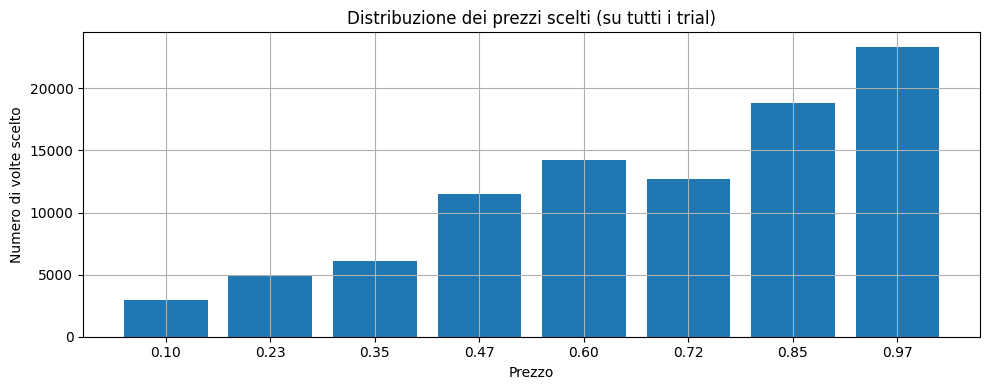 Distribuzione dei prezzi scelti (su tutti i trial)
Numero di volte scelto
20000
15000
10000
5000
0
0.10 0.23 0.35 0.47 0.60 0.72 0.85 0.97
Prezzo